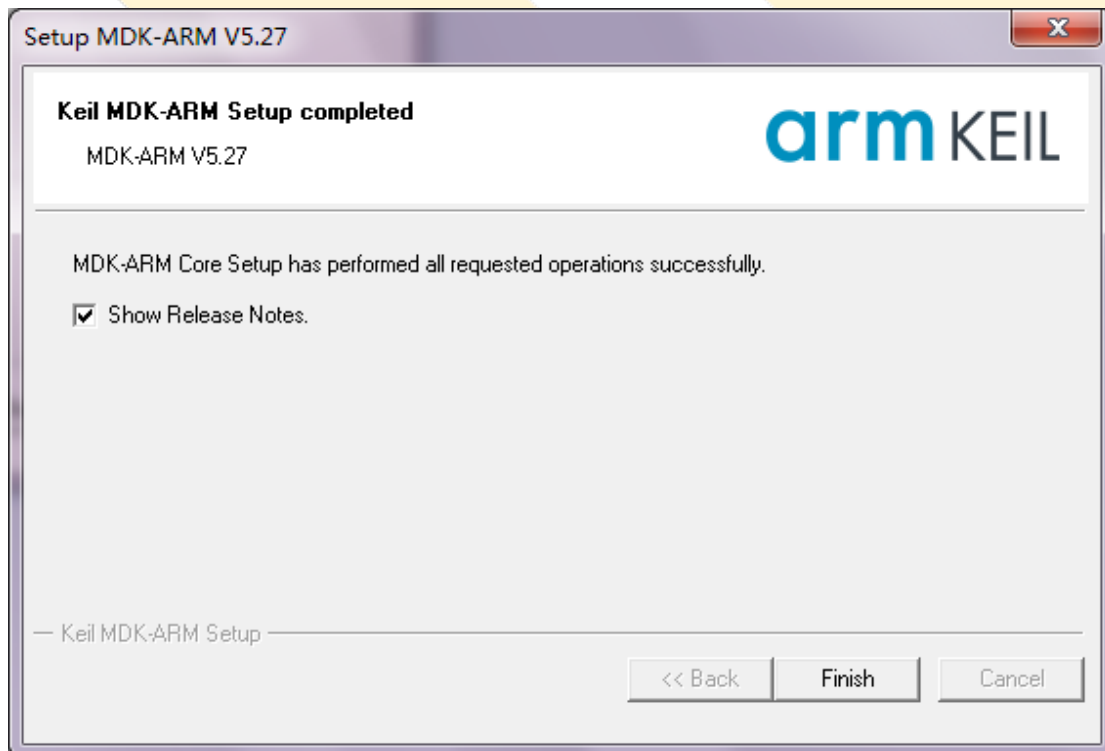 Setup MDK-ARM V5.27
Keil MDK-ARM Setup completed
MDK-ARM V5.27
arm KEIL
MDK-ARM Core Setup has performed all requested operations successfully.
Show Release Notes.
Keil MDK-ARM Setup
<< Back
Finish
Cancel